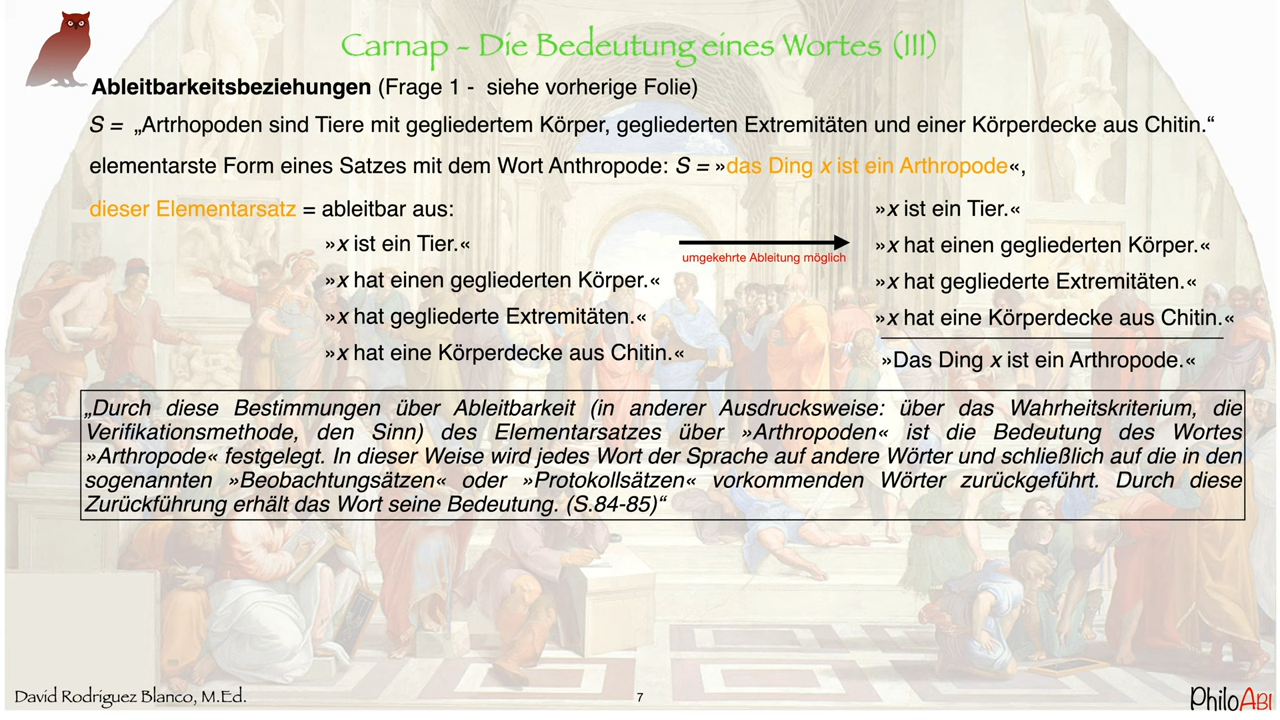 Carnap - Die Bedeutung eines Wortes (III)
Ableitbarkeitsbeziehungen (Frage 1 - siehe vorherige Folie)
S = „Artrhopoden sind Tiere mit gegliedertem Körper, gegliederten Extremitäten und einer Körperdecke aus Chitin.“
elementarste Form eines Satzes mit dem Wort Anthropode: S = »das Ding x ist ein Arthropode«,
dieser Elementarsatz = ableitbar aus:
»x ist ein Tier.«
»x hat einen gegliederten Körper.«
»x hat gegliederte Extremitäten.«
»x hat eine Körperdecke aus Chitin.«
umgekehrte Ableitung möglich
»x ist ein Tier.«
»x hat einen gegliederten Körper.«
»x hat gegliederte Extremitäten.«
»x hat eine Körperdecke aus Chitin.«
»Das Ding x ist ein Arthropode.«
„Durch diese Bestimmungen über Ableitbarkeit (in anderer Ausdrucksweise: über das Wahrheitskriterium, die
Verifikationsmethode, den Sinn) des Elementarsatzes über »Arthropoden« ist die Bedeutung des Wortes
»Arthropode« festgelegt. In dieser Weise wird jedes Wort der Sprache auf andere Wörter und schließlich auf die in den
sogenannten »Beobachtungsätzen« oder »Protokollsätzen« vorkommenden Wörter zurückgeführt. Durch diese
Zurückführung erhält das Wort seine Bedeutung. (S.84-85)“
David Rodríguez Blanco, M.Ed.
7
PhiloABI